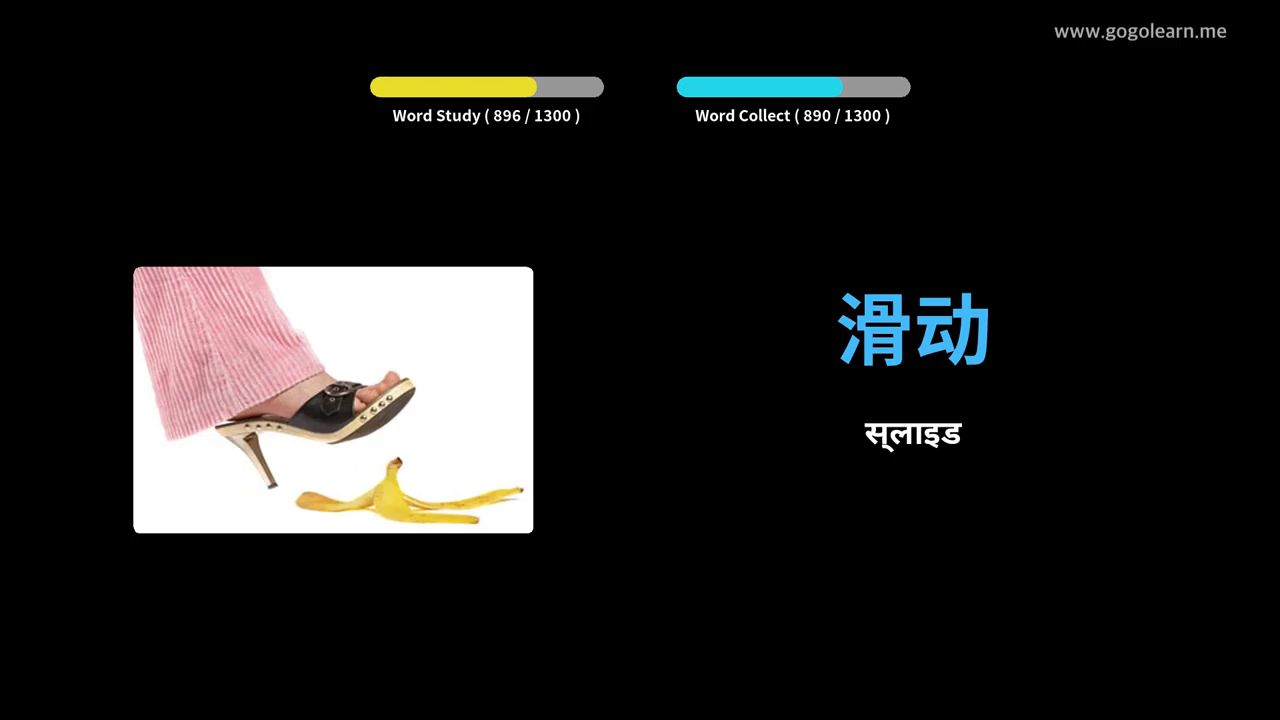 www.gogolearn.me
Word Study ( 896 / 1300 )
Word Collect ( 890 / 1300 )
滑动
स्‌लाइड